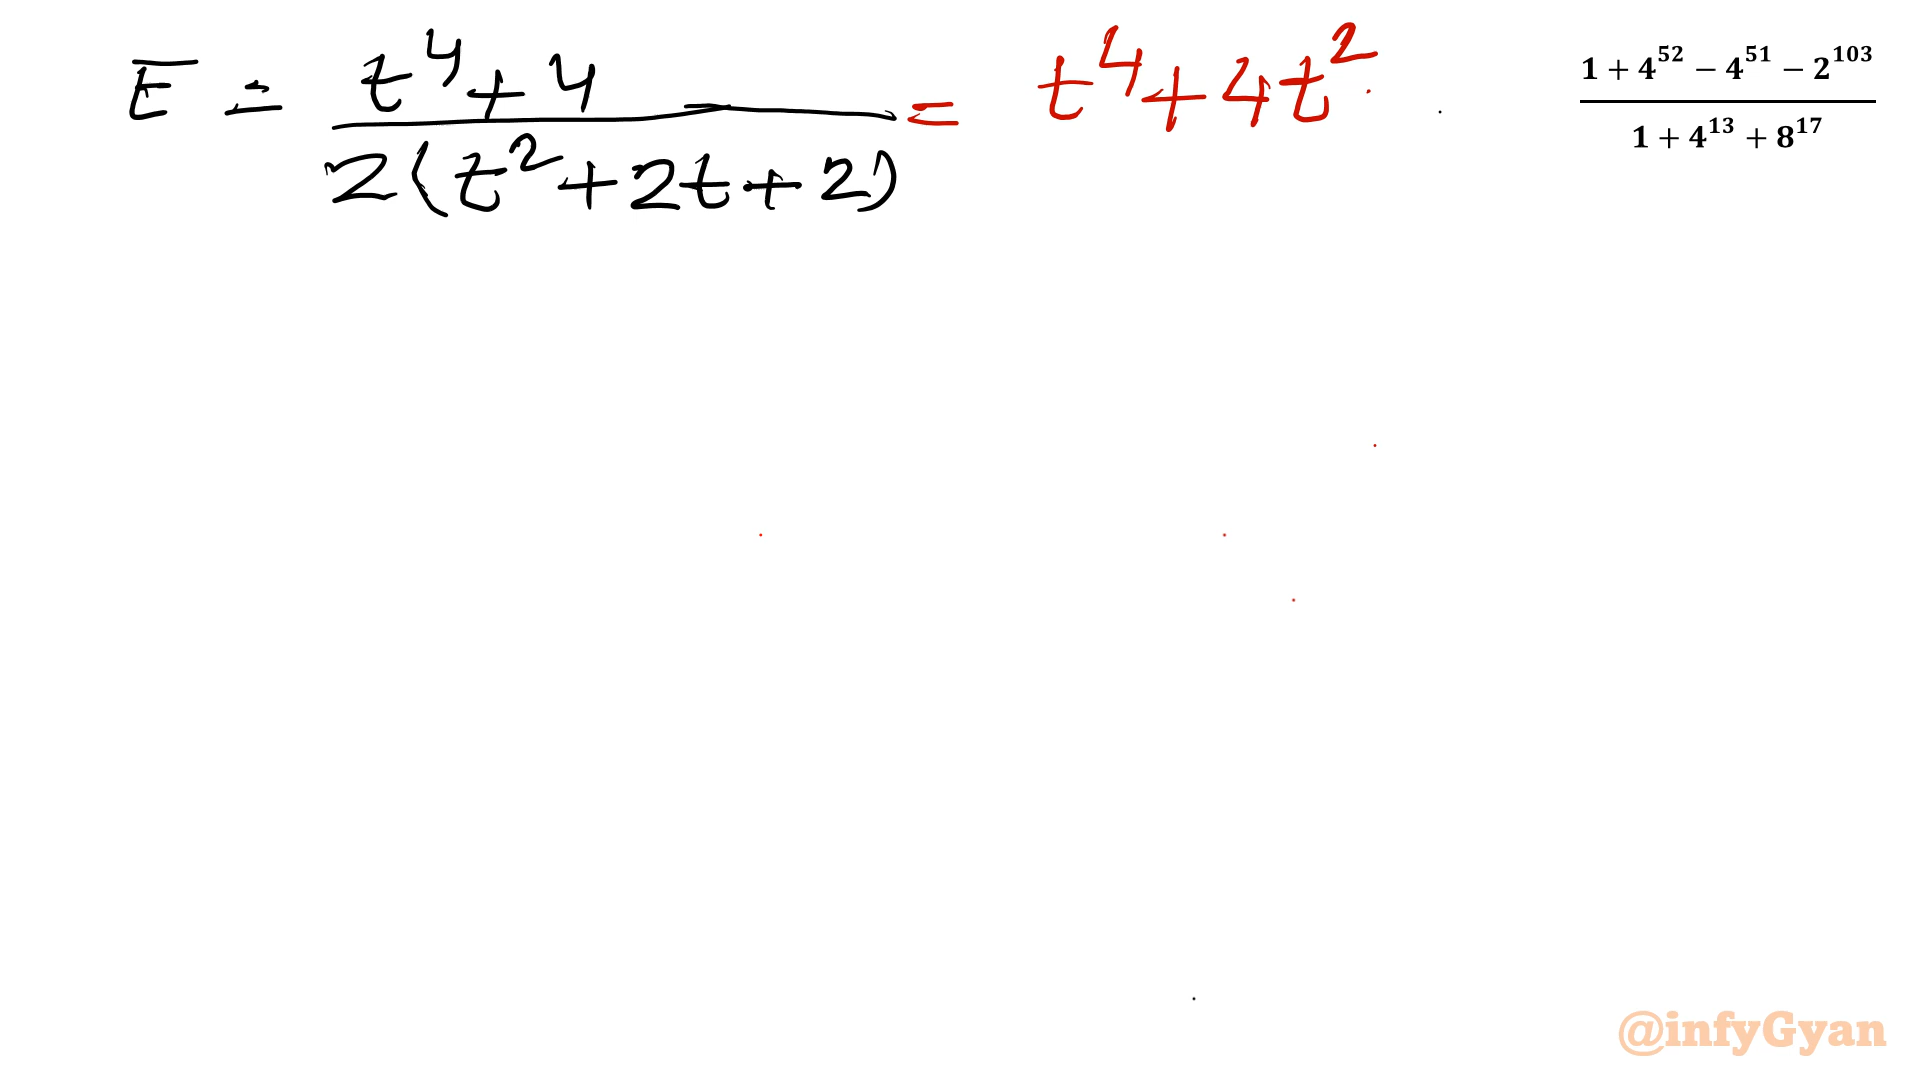 E = t⁴+4 / 2(t²+2t+2) = t⁴+4t²
1 + 4⁵² − 4⁵¹ − 2¹⁰³ / 1 + 4¹³ + 8¹⁷
@infyGyan